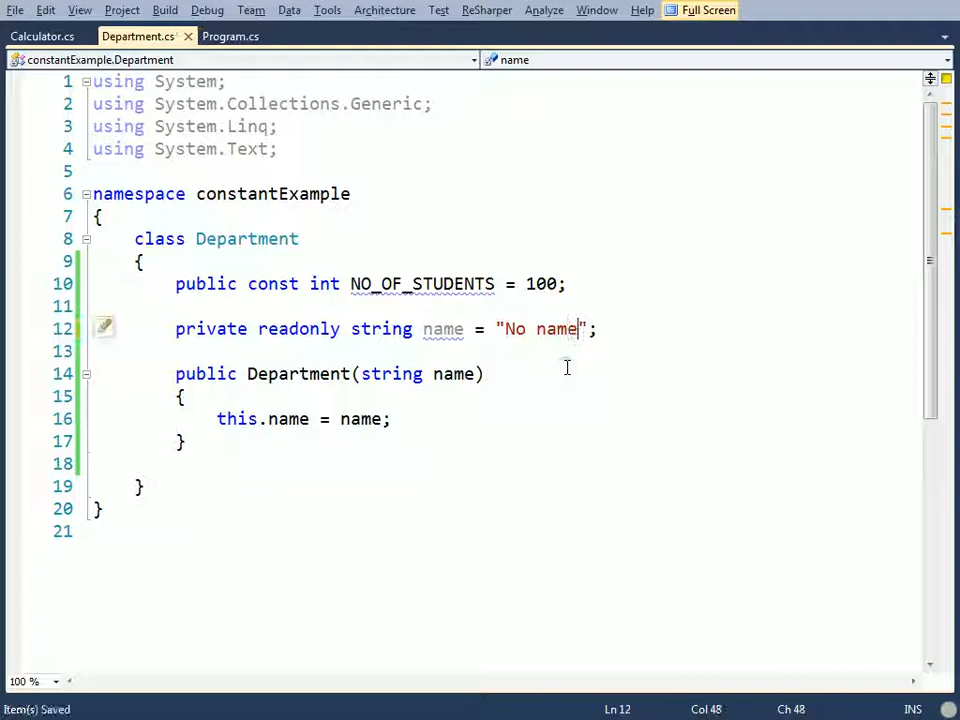 File Edit View Project Build Debug Team Data Tools Architecture Test ReSharper Analyze Window Help Full Screen
Calculator.cs Department.cs* Program.cs
constantExample.Department name
1 using System;
2 using System.Collections.Generic;
3 using System.Linq;
4 using System.Text;
5
6 namespace constantExample
7 {
8 class Department
9 {
10 public const int NO_OF_STUDENTS = 100;
11
12 private readonly string name = "No name";
13
14 public Department(string name)
15 {
16 this.name = name;
17 }
18
19 }
20 }
21
100 %
Item(s) Saved Ln 12 Col 48 Ch 48 INS